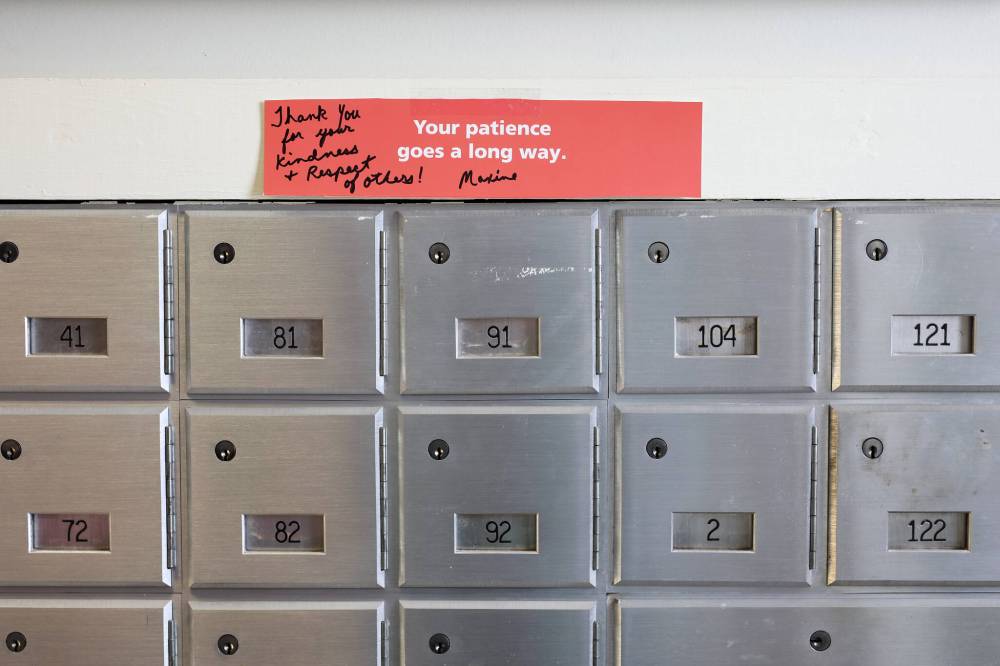 Thank You
for your
kindness
+ Respect
of others!
Maxine
Your patience
goes a long way.
41
81
91
104
121
72
82
92
2
122